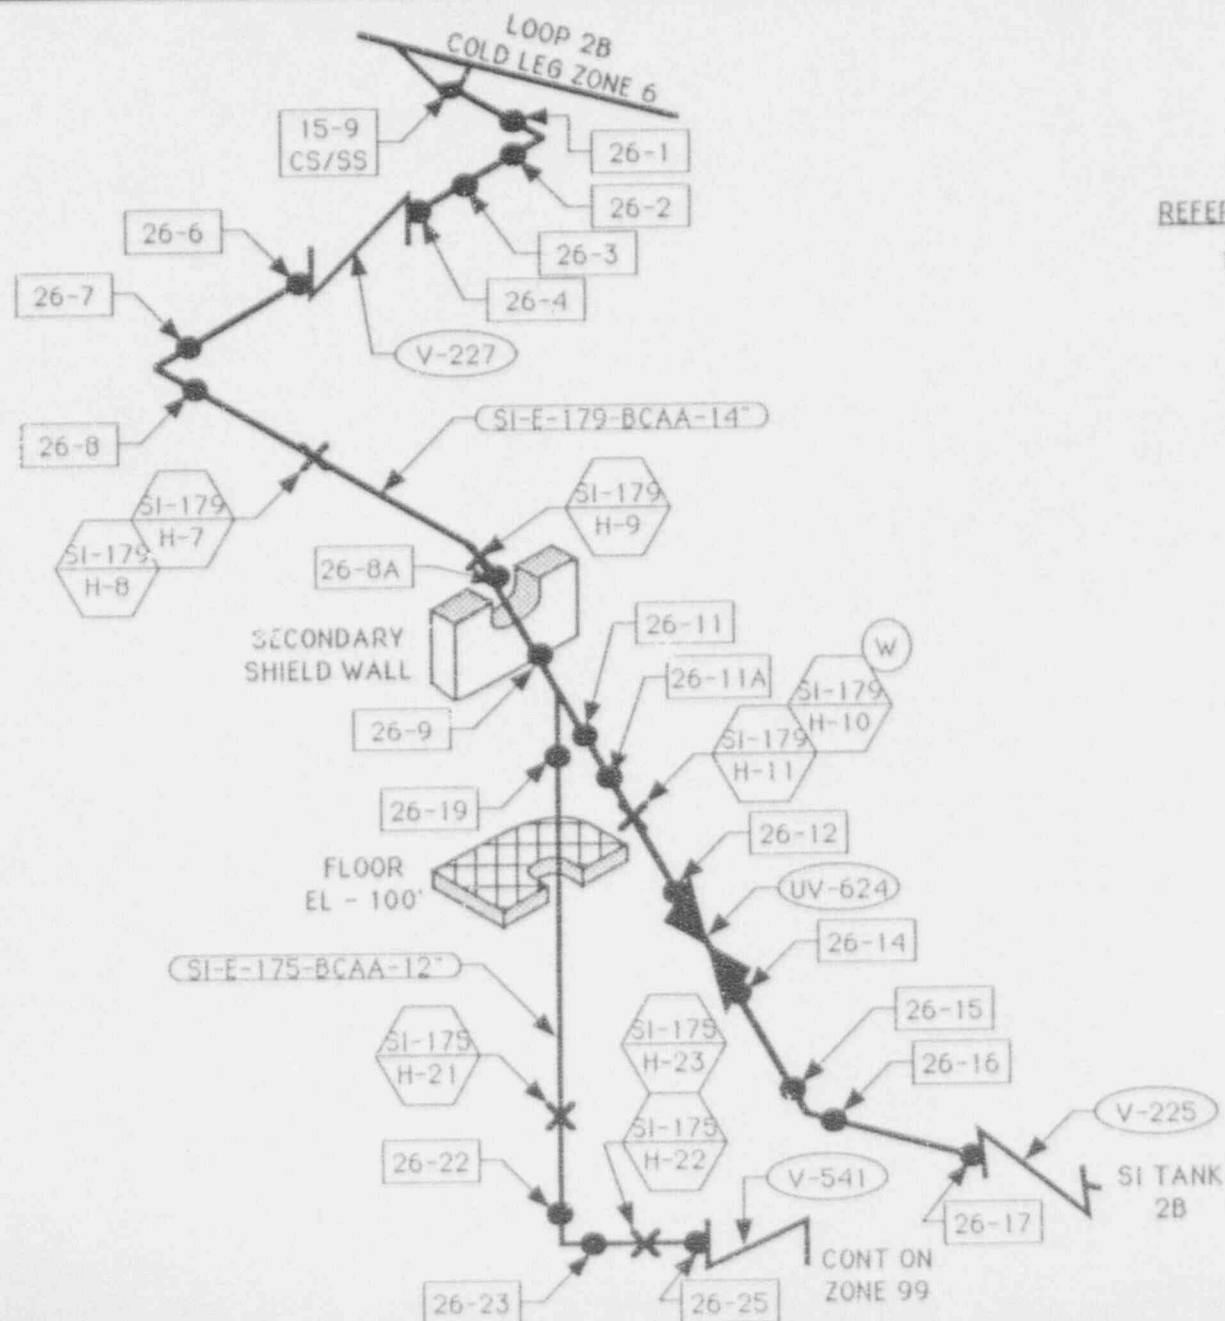 LOOP 2B
COLD LEG ZONE 6
15-9
CS/SS
26-1
26-2
26-3
26-4
26-6
26-7
V-227
26-8
SI-E-179-BCAA-14"
SI-179
H-7
SI-179
H-8
SI-179
H-9
26-8A
SECONDARY
SHIELD WALL
26-9
26-11
26-11A
W
SI-179
H-10
SI-179
H-11
26-19
26-12
FLOOR
EL - 100'
UV-624
26-14
SI-E-175-BCAA-12"
SI-175
H-21
SI-175
H-23
SI-175
H-22
26-15
26-16
V-225
SI TANK
2B
26-17
26-22
V-541
CONT ON
ZONE 99
26-23
26-25